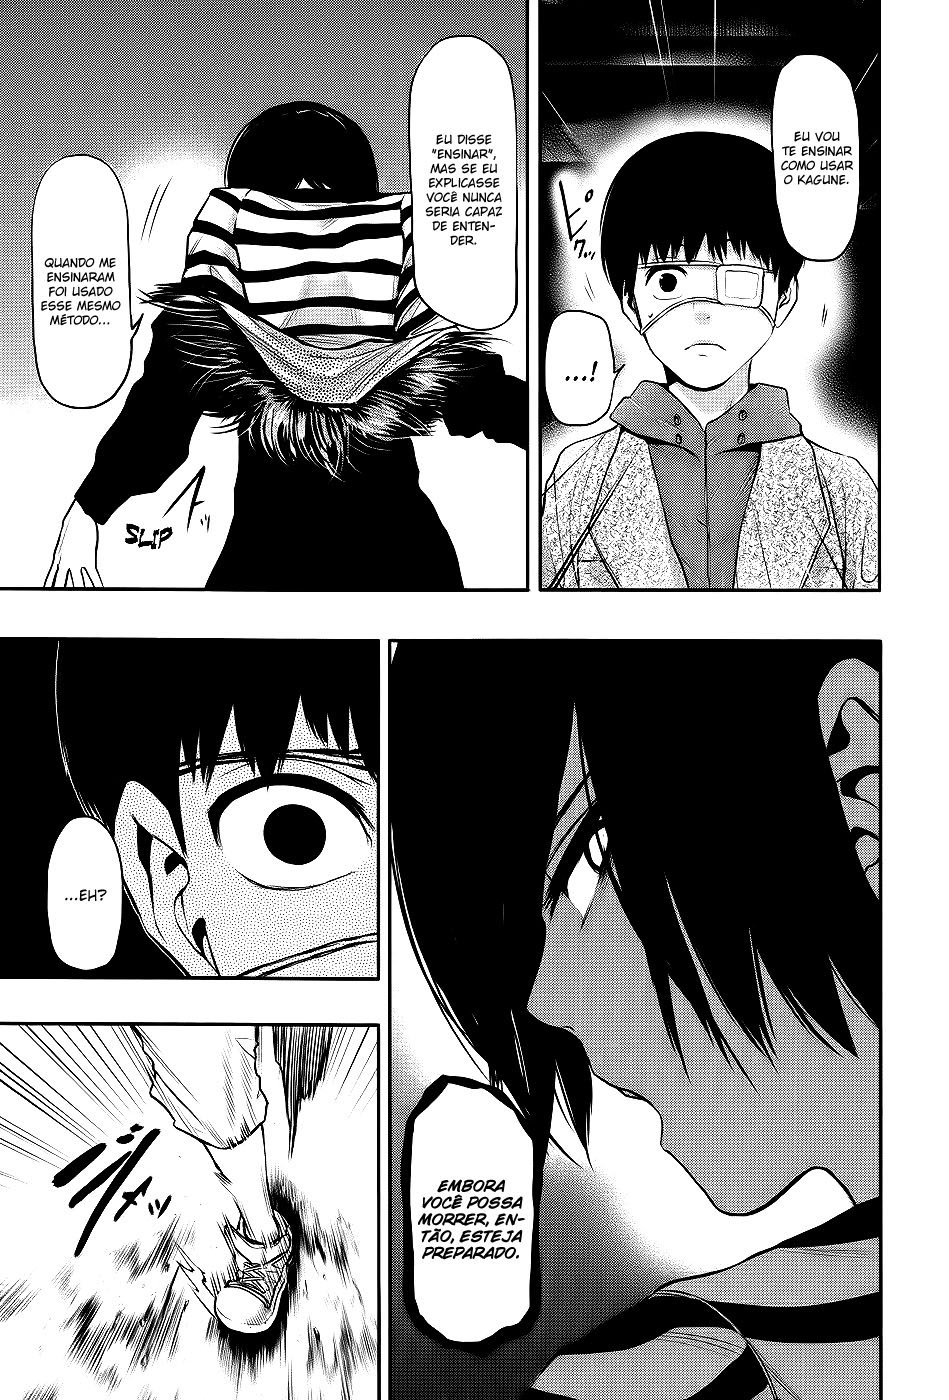 EU VOU
TE ENSINAR
COMO USAR
O KAGUNE.
ピク...
...!
EU DISSE
"ENSINAR",
MAS SE EU
EXPLICASSE
VOCÊ NUNCA
SERIA CAPAZ
DE ENTEN-
DER.
QUANDO ME
ENSINARAM
FOI USADO
ESSE MESMO
MÉTODO...
SLIP
EMBORA
VOCÊ POSSA
MORRER, EN-
TÃO, ESTEJA
PREPARADO.
...EH?